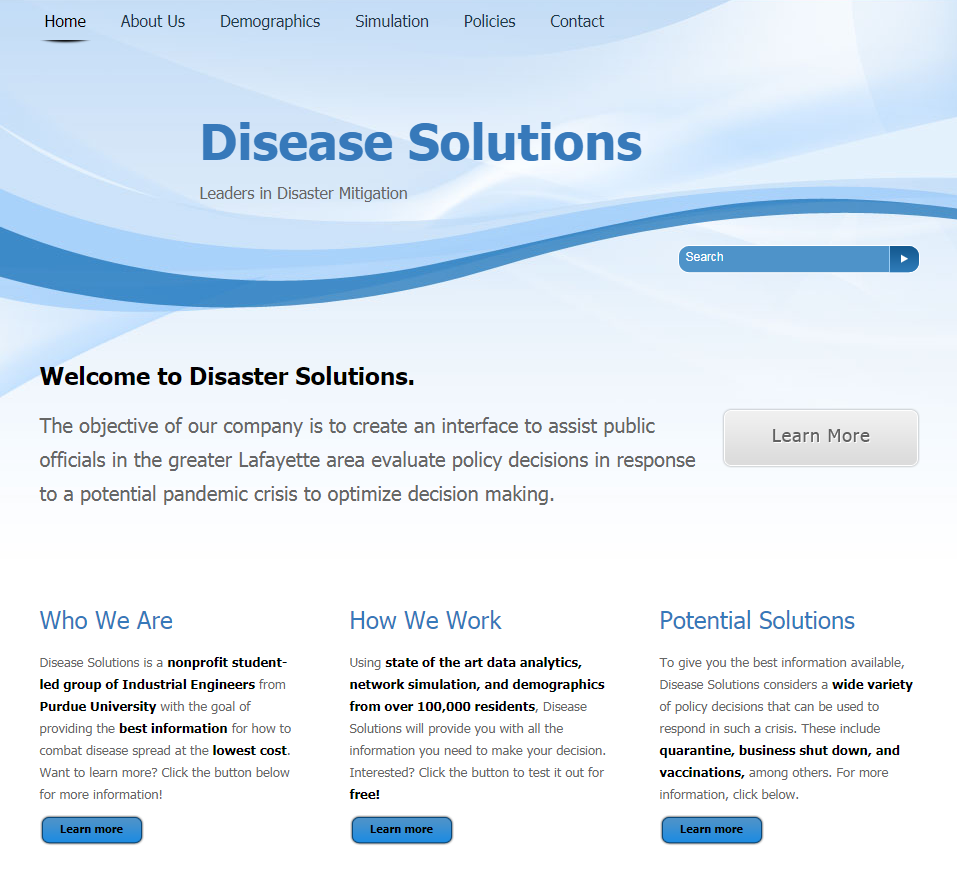 Home About Us Demographics Simulation Policies Contact
Disease Solutions
Leaders in Disaster Mitigation
Search
Welcome to Disaster Solutions.
The objective of our company is to create an interface to assist public
officials in the greater Lafayette area evaluate policy decisions in response
to a potential pandemic crisis to optimize decision making.
Learn More
Who We Are
Disease Solutions is a nonprofit student-
led group of Industrial Engineers from
Purdue University with the goal of
providing the best information for how to
combat disease spread at the lowest cost.
Want to learn more? Click the button below
for more information!
Learn more
How We Work
Using state of the art data analytics,
network simulation, and demographics
from over 100,000 residents, Disease
Solutions will provide you with all the
information you need to make your decision.
Interested? Click the button to test it out for
free!
Learn more
Potential Solutions
To give you the best information available,
Disease Solutions considers a wide variety
of policy decisions that can be used to
respond in such a crisis. These include
quarantine, business shut down, and
vaccinations, among others. For more
information, click below.
Learn more